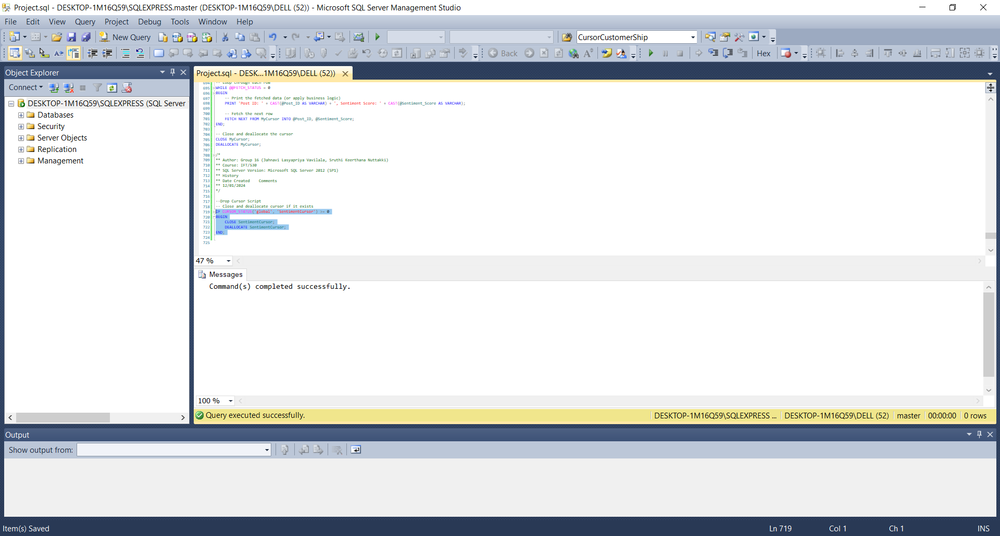 Project.sql - DESKTOP-1M16Q59\SQLEXPRESS.master (DESKTOP-1M16Q59\DELL (52)) - Microsoft SQL Server Management Studio
File Edit View Query Project Debug Tools Window Help
New Query CursorCustomerShip
Back Hex
Object Explorer
Connect
DESKTOP-1M16Q59\SQLEXPRESS (SQL Server
Databases
Security
Server Objects
Replication
Management
Project.sql - DESK...1M16Q59\DELL (52))
694 -- Loop through each row
695 WHILE @@FETCH_STATUS = 0
696 BEGIN
697 -- Print the fetched data (or apply business logic)
698 PRINT 'Post ID: ' + CAST(@Post_ID AS VARCHAR) + ', Sentiment Score: ' + CAST(@Sentiment_Score AS VARCHAR);
699
700 -- Fetch the next row
701 FETCH NEXT FROM MyCursor INTO @Post_ID, @Sentiment_Score;
702 END;
703
704 -- Close and deallocate the cursor
705 CLOSE MyCursor;
706 DEALLOCATE MyCursor;
707
708 /*
709 ** Author: Group 16 (Jahnavi Lasyapriya Vavilala, Sruthi Keerthana Nuttakki)
710 ** Course: IFT/530
711 ** SQL Server Version: Microsoft SQL Server 2012 (SP1)
712 ** History
713 ** Date Created Comments
714 ** 12/01/2024
715 */
716
717 --Drop Cursor Script
718 -- Close and deallocate cursor if it exists
719 IF CURSOR_STATUS('global', 'SentimentCursor') >= 0
720 BEGIN
721 CLOSE SentimentCursor;
722 DEALLOCATE SentimentCursor;
723 END;
724
725
47 %
Messages
Command(s) completed successfully.
100 %
Query executed successfully. DESKTOP-1M16Q59\SQLEXPRESS ... DESKTOP-1M16Q59\DELL (52) master 00:00:00 0 rows
Output
Show output from:
Item(s) Saved Ln 719 Col 1 Ch 1 INS